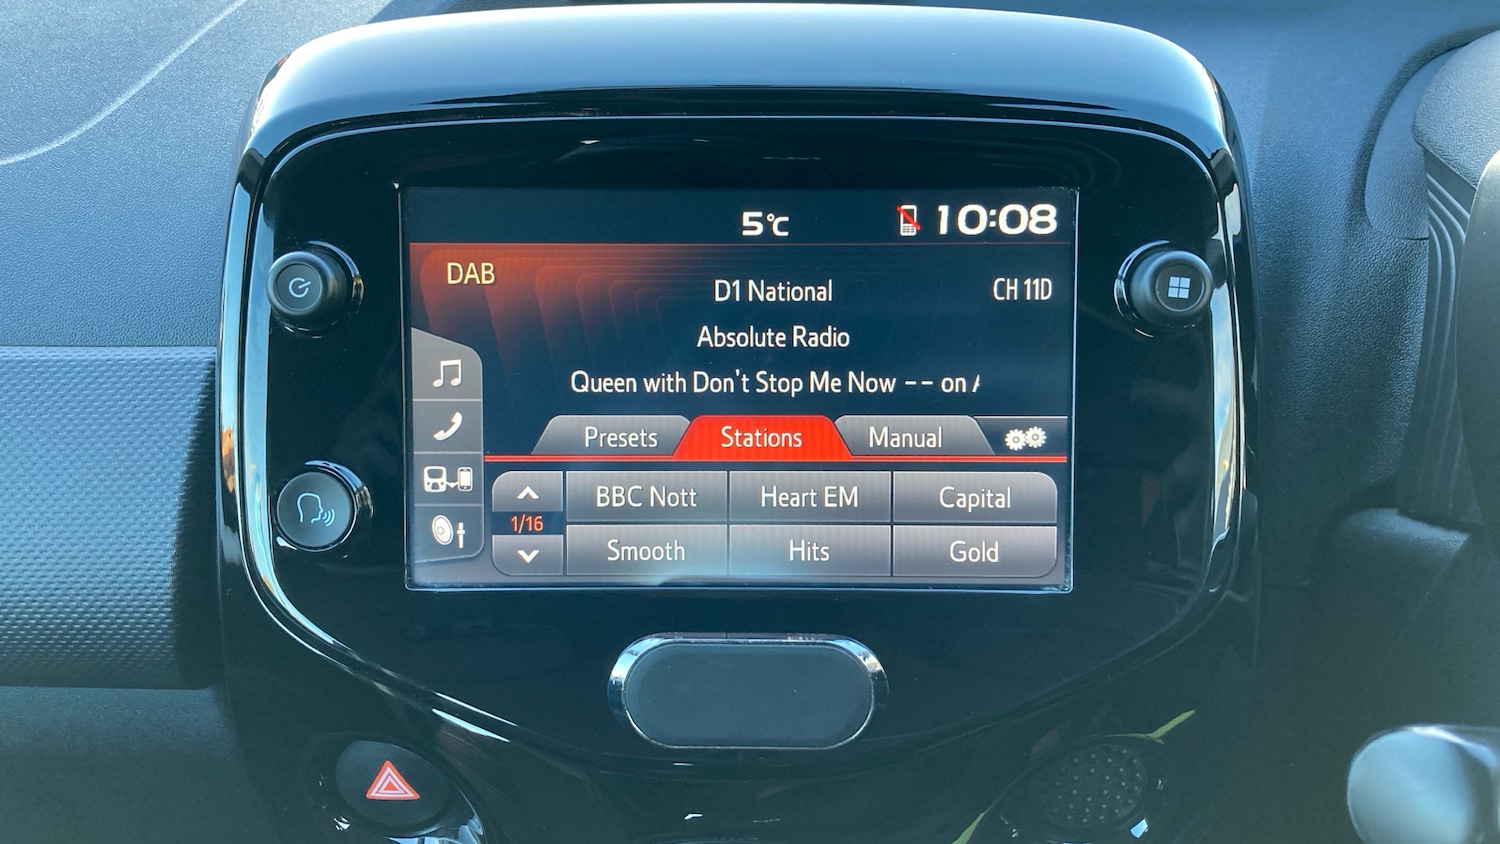 5°C 10:08
DAB
D1 National CH 11D
Absolute Radio
Queen with Don't Stop Me Now -- on
Presets Stations Manual
BBC Nott Heart EM Capital
1/16
Smooth Hits Gold